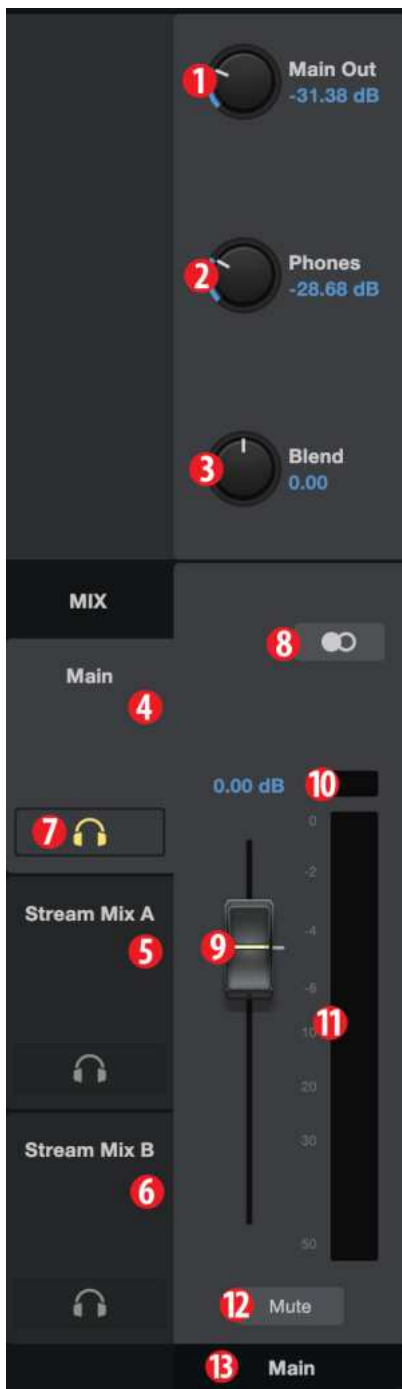 1 Main Out
-31.38 dB
2 Phones
-28.68 dB
3 Blend
0.00
MIX
8
Main
4
0.00 dB 10
7
0
-2
Stream Mix A
-4
5
9
-6
10 11
20
Stream Mix B
30
6
50
12 Mute
13 Main